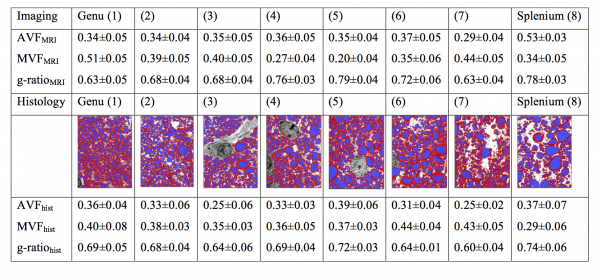 Imaging Genu (1) (2) (3) (4) (5) (6) (7) Splenium (8)
AVFMRI 0.34±0.05 0.34±0.04 0.35±0.05 0.36±0.05 0.35±0.05 0.37±0.05 0.29±0.04 0.53±0.03
MVFMRI 0.51±0.05 0.39±0.05 0.40±0.05 0.27±0.04 0.20±0.04 0.35±0.06 0.44±0.05 0.34±0.05
g-ratioMRI 0.63±0.05 0.68±0.04 0.68±0.04 0.76±0.03 0.79±0.04 0.72±0.06 0.63±0.04 0.78±0.03
Histology Genu (1) (2) (3) (4) (5) (6) (7) Splenium (8)
AVFhist 0.36±0.04 0.33±0.06 0.25±0.06 0.33±0.03 0.39±0.06 0.31±0.04 0.25±0.02 0.37±0.07
MVFhist 0.40±0.08 0.38±0.03 0.35±0.03 0.36±0.05 0.37±0.03 0.44±0.04 0.43±0.05 0.29±0.06
g-ratiohist 0.69±0.05 0.68±0.04 0.64±0.06 0.69±0.04 0.72±0.03 0.64±0.01 0.60±0.04 0.74±0.06